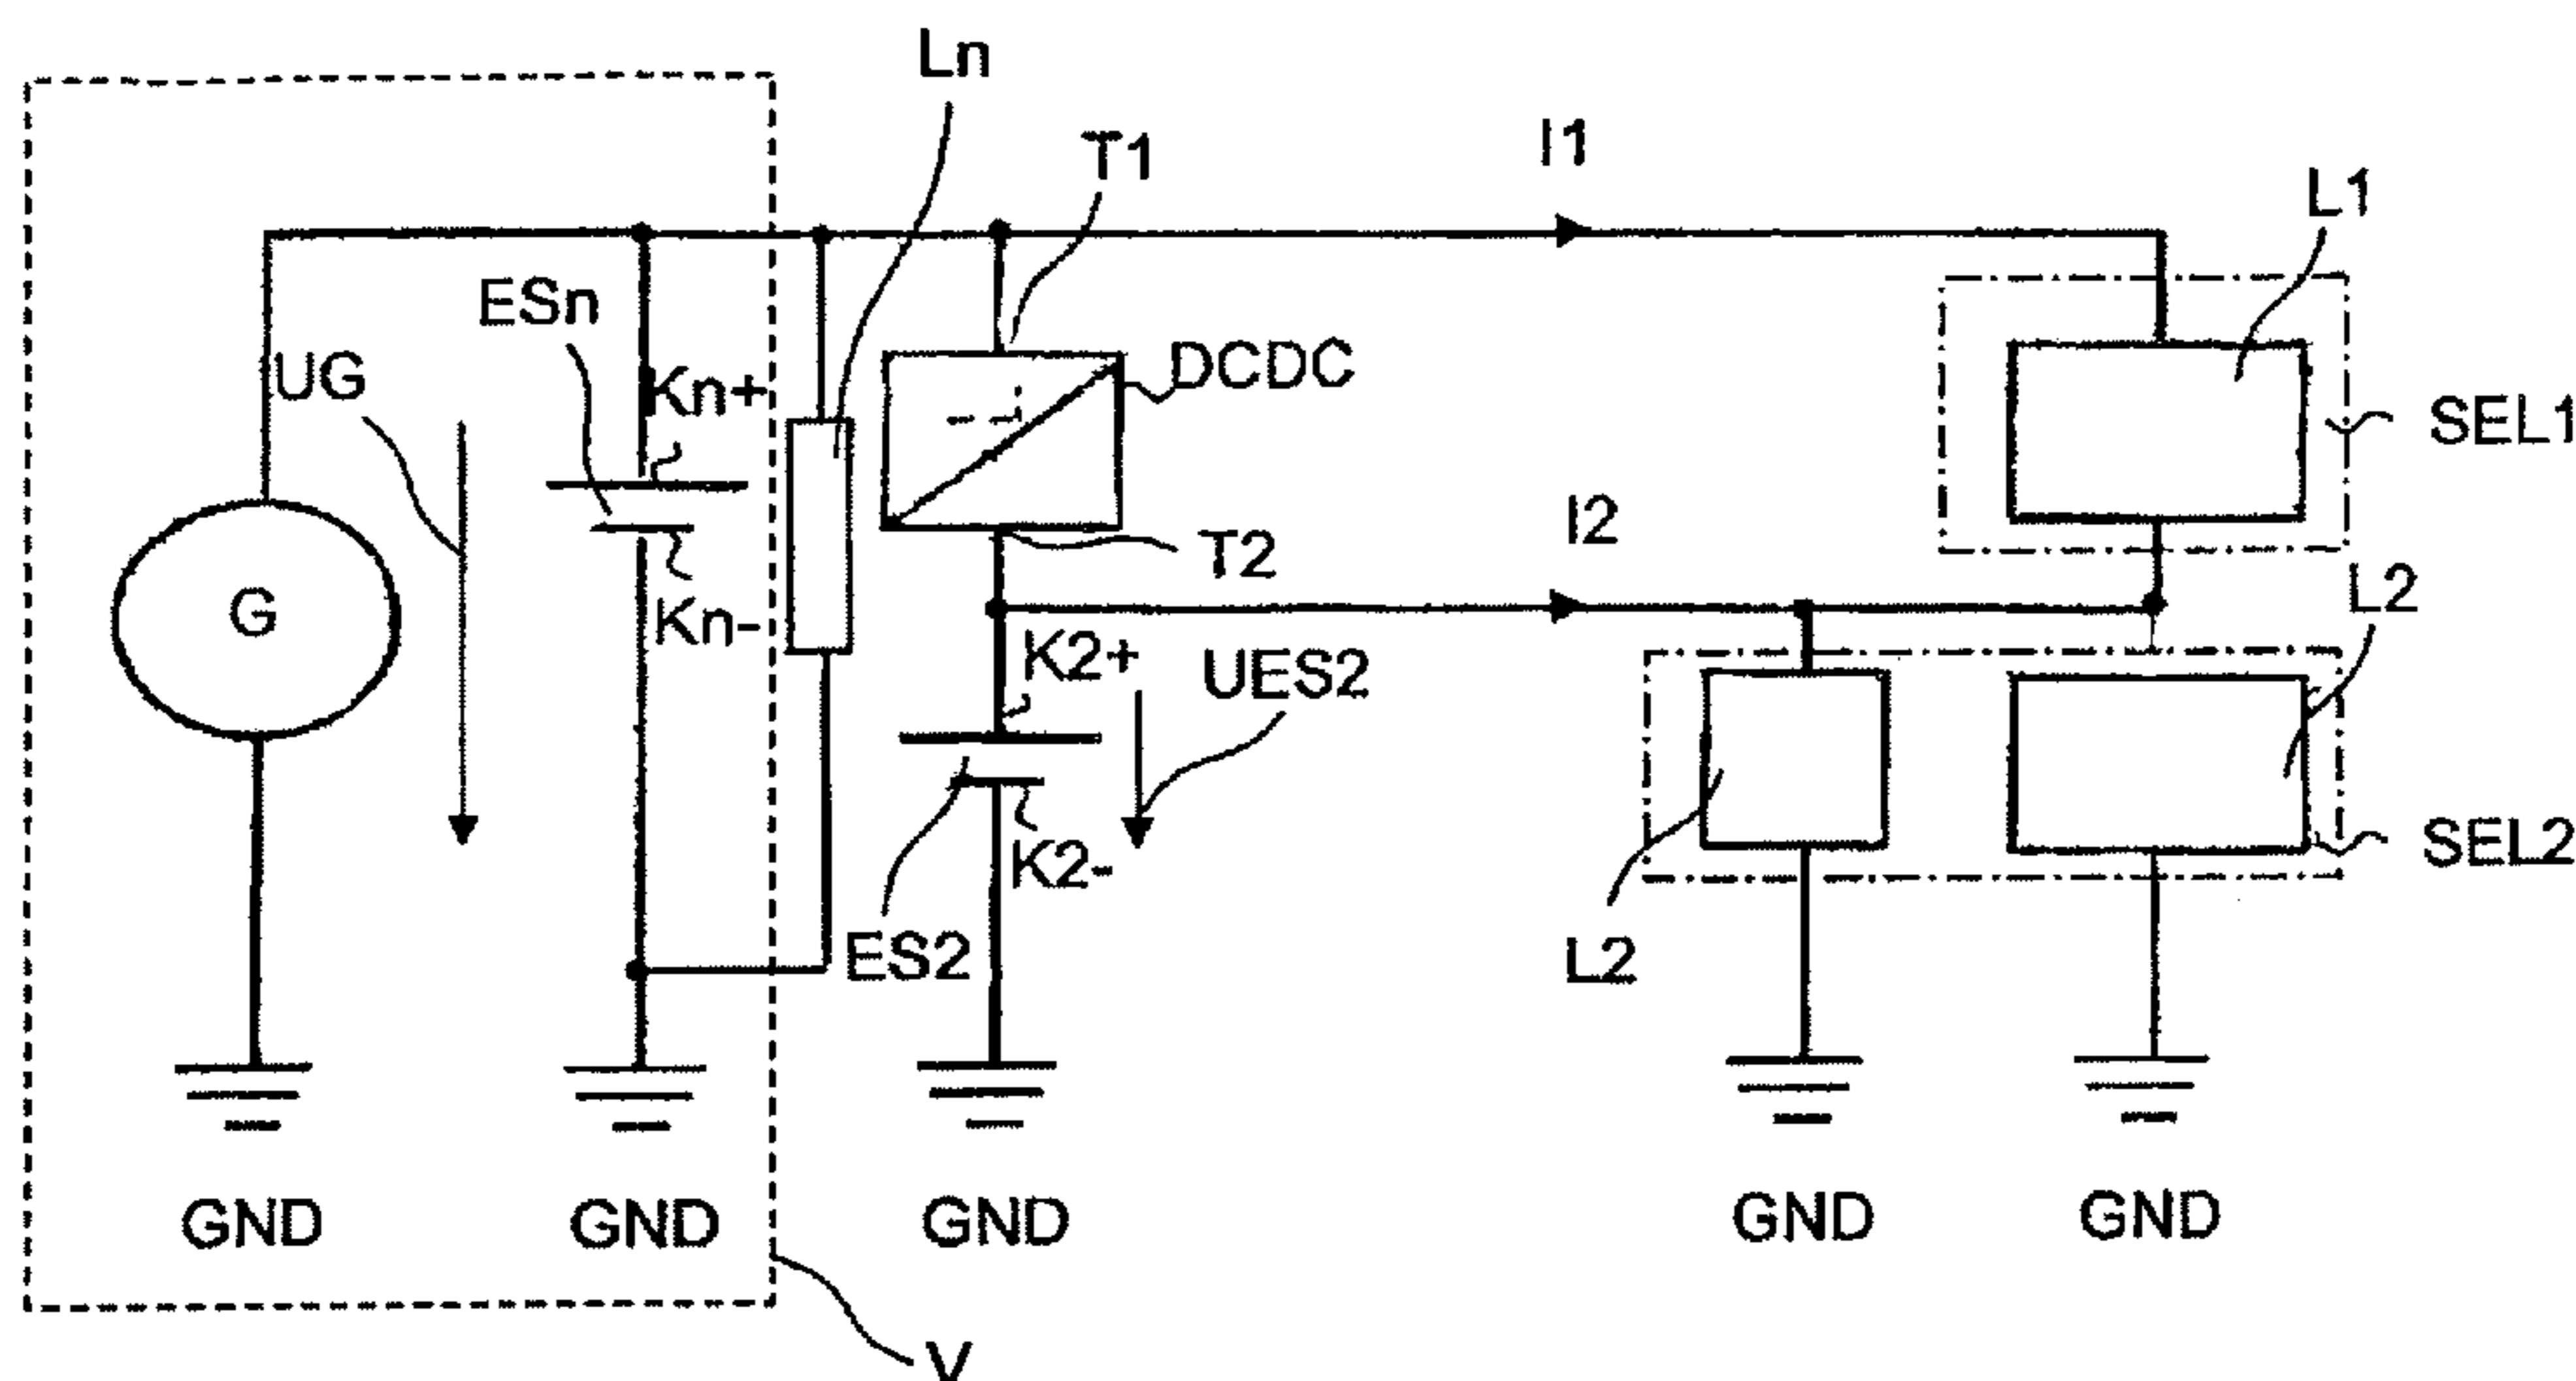 Ln
T1
I1
L1
ESn
UG
Kn+
DCDC
SEL1
I2
T2
L2
G
Kn-
K2+
UES2
K2-
SEL2
ES2
L2
GND
GND
GND
GND
GND
V